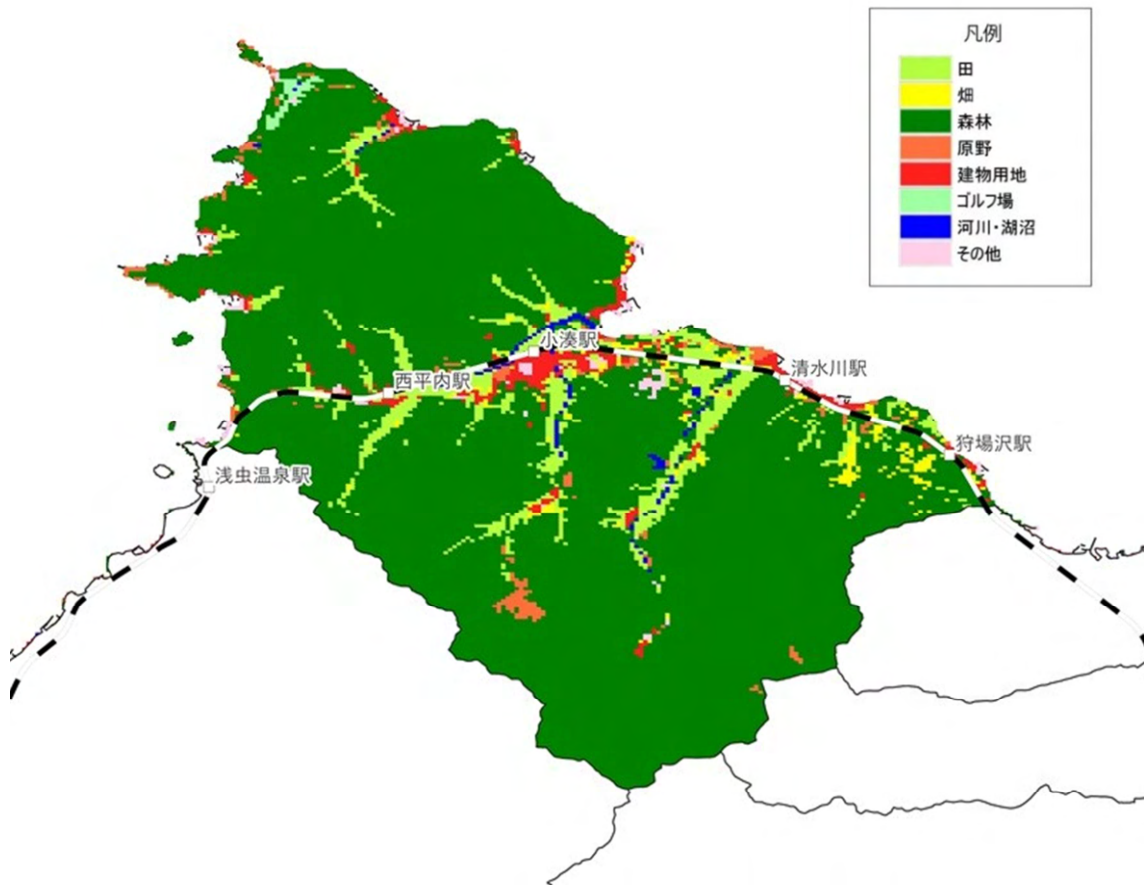 凡例
田
畑
森林
原野
建物用地
ゴルフ場
河川・湖沼
その他
小湊駅
西平内駅
清水川駅
狩場沢駅
浅虫温泉駅